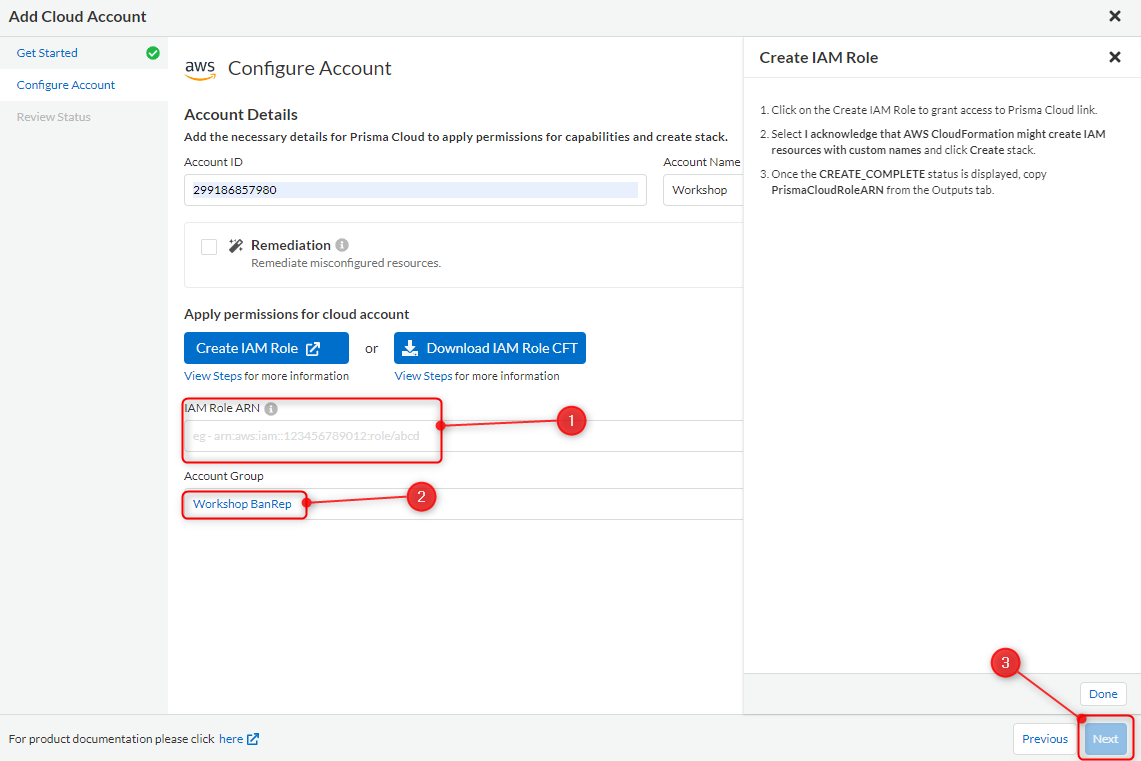 Add Cloud Account
Get Started
Configure Account
Review Status
aws Configure Account
Account Details
Add the necessary details for Prisma Cloud to apply permissions for capabilities and create stack.
Account ID
Account Name
299186857980
Workshop
Remediation
Remediate misconfigured resources.
Apply permissions for cloud account
Create IAM Role
or
Download IAM Role CFT
View Steps for more information
View Steps for more information
IAM Role ARN
eg - arn:aws:iam::123456789012:role/abcd
1
Account Group
Workshop BanRep
2
Create IAM Role
1. Click on the Create IAM Role to grant access to Prisma Cloud link.
2. Select I acknowledge that AWS CloudFormation might create IAM
resources with custom names and click Create stack.
3. Once the CREATE_COMPLETE status is displayed, copy
PrismaCloudRoleARN from the Outputs tab.
3
Done
For product documentation please click here
Previous
Next